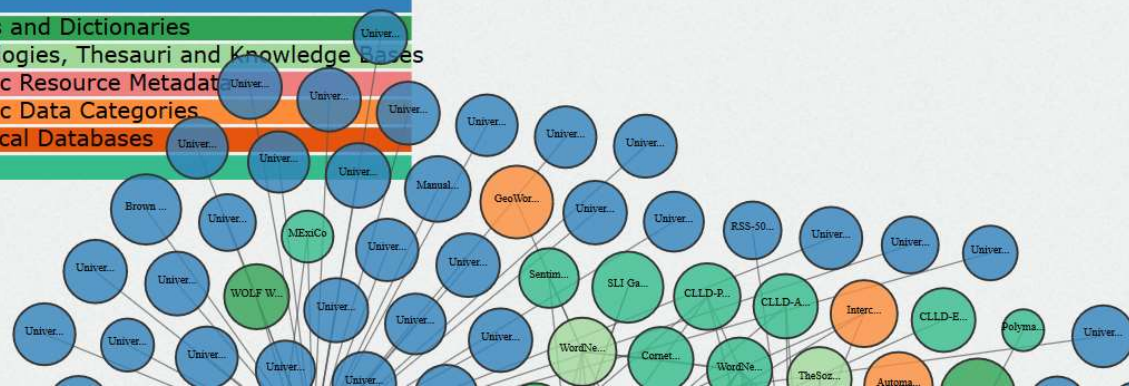 s and Dictionaries
logies, Thesauri and Knowledge Bases
c Resource Metadata
c Data Categories
cal Databases
Univer...
Univer...
Univer...
Univer...
Univer...
Univer...
Univer...
Univer...
Univer...
Univer...
Manual...
GeoWor...
Brown ...
Univer...
MExiCo
Univer...
Univer...
Univer...
RSS-50...
Univer...
Univer...
Univer...
Univer...
Univer...
WOLF W...
Univer...
Univer...
Sentim...
SLI Ga...
CLLD-P...
CLLD-A...
Interc...
CLLD-E...
Polyma...
Univer...
Univer...
Univer...
Univer...
Univer...
Univer...
WordNe...
Cornet...
Univer...
Univer...
WordNe...
TheSoz...
Automa...